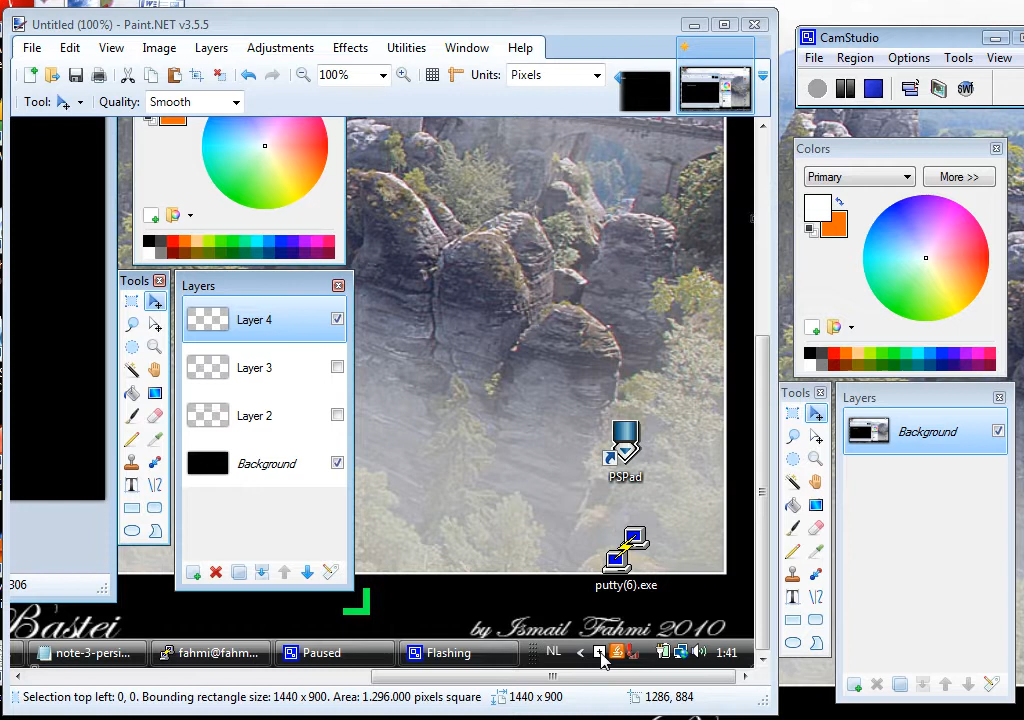 Untitled (100%) - Paint.NET v3.5.5
File Edit View Image Layers Adjustments Effects Utilities Window Help
100% Units: Pixels
Tool: Quality: Smooth
CamStudio
File Region Options Tools View
Colors
Primary More >>
Tools
Layers
Layer 4
Layer 3
Layer 2
Background
Tools
Layers
Background
PSPad
putty(6).exe
306
Bastei
by Ismail Fahmi 2010
note-3-persi... fahmi@fahm... Paused Flashing NL < 1:41
Selection top left: 0, 0. Bounding rectangle size: 1440 x 900. Area: 1.296.000 pixels square 1440 x 900 1286, 884